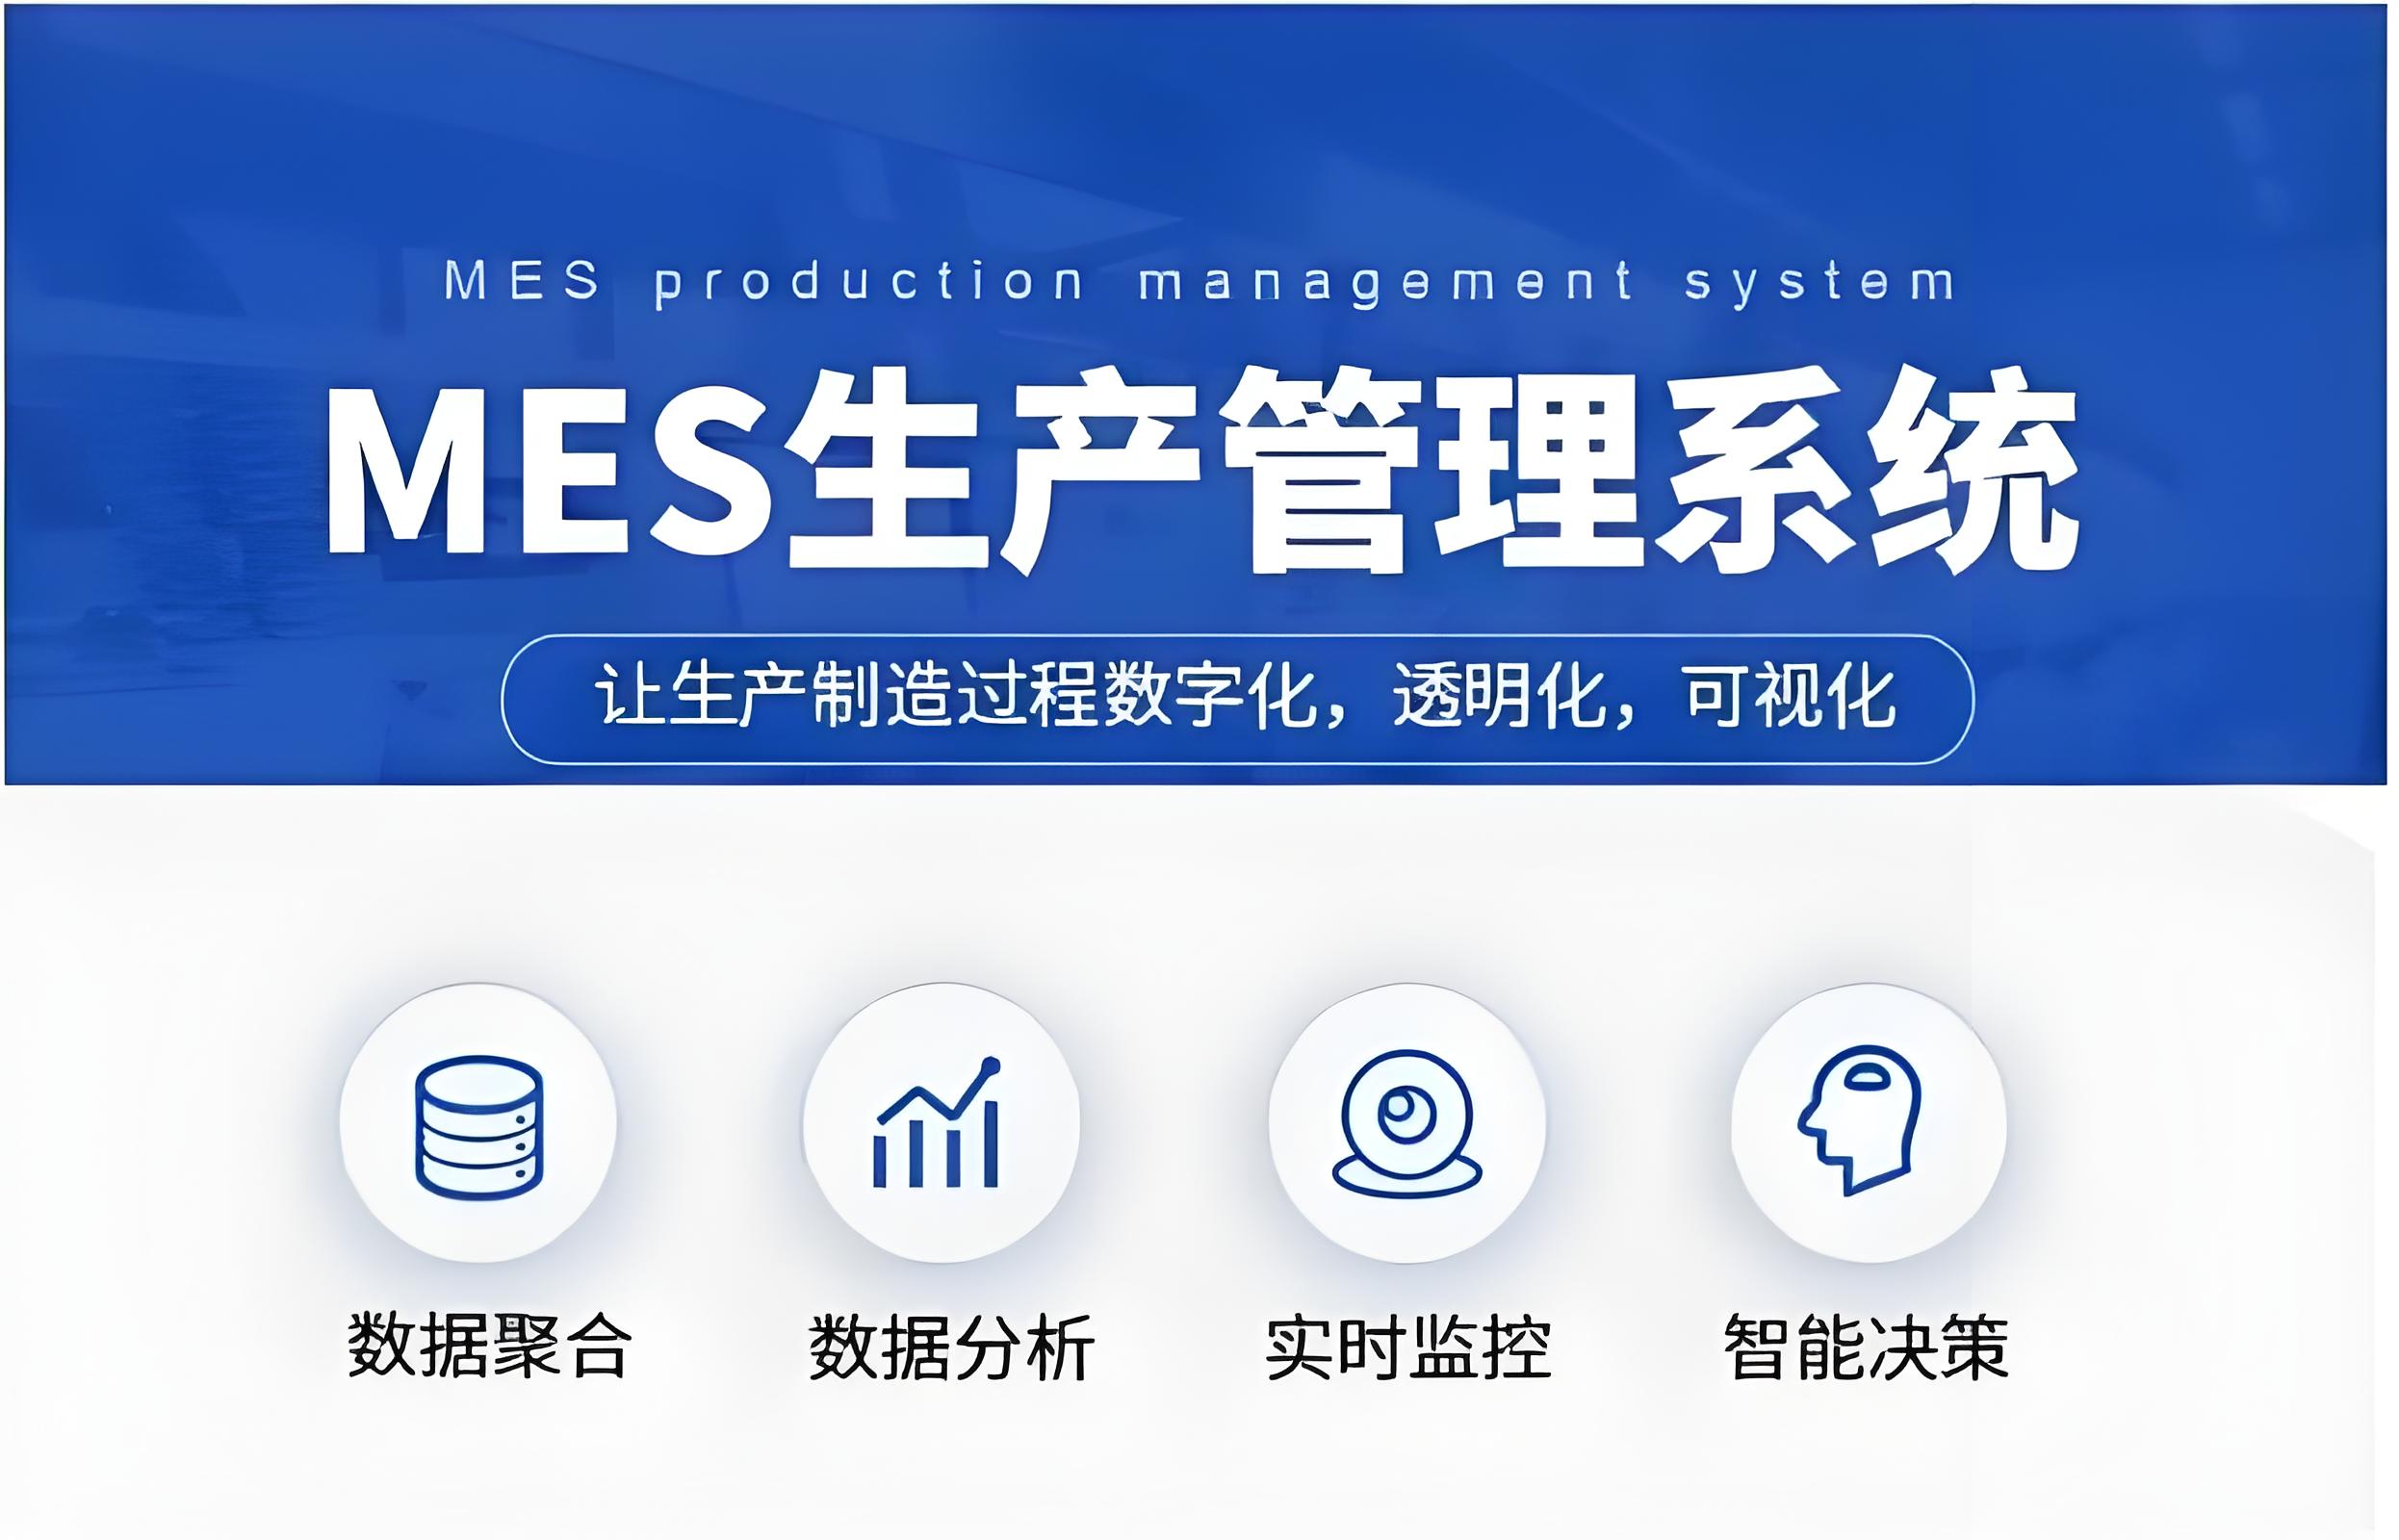 MES production management system
MES生产管理系统
让生产制造过程数字化，透明化，可视化
数据聚合 数据分析 实时监控 智能决策